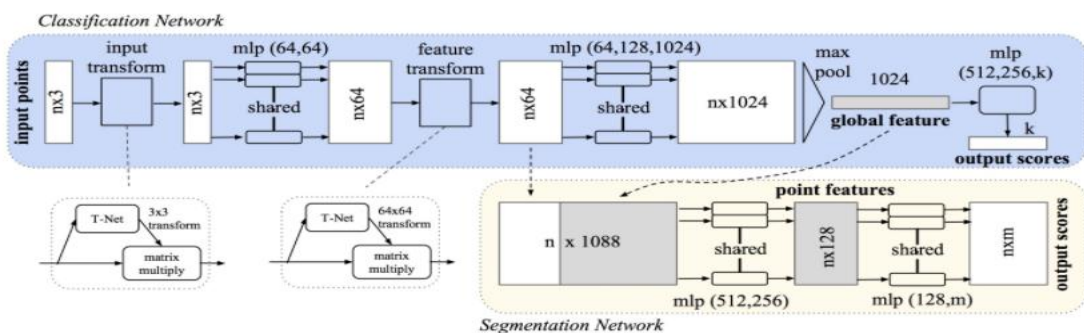 Classification Network
input points
nx3
input
transform
nx3
mlp (64,64)
shared
nx64
feature
transform
nx64
mlp (64,128,1024)
shared
nx1024
max
pool
1024
global feature
mlp
(512,256,k)
k
output scores
T-Net
3x3
transform
matrix
multiply
T-Net
64x64
transform
matrix
multiply
point features
n x 1088
shared
mlp (512,256)
nx128
shared
mlp (128,m)
nxm
output scores
Segmentation Network